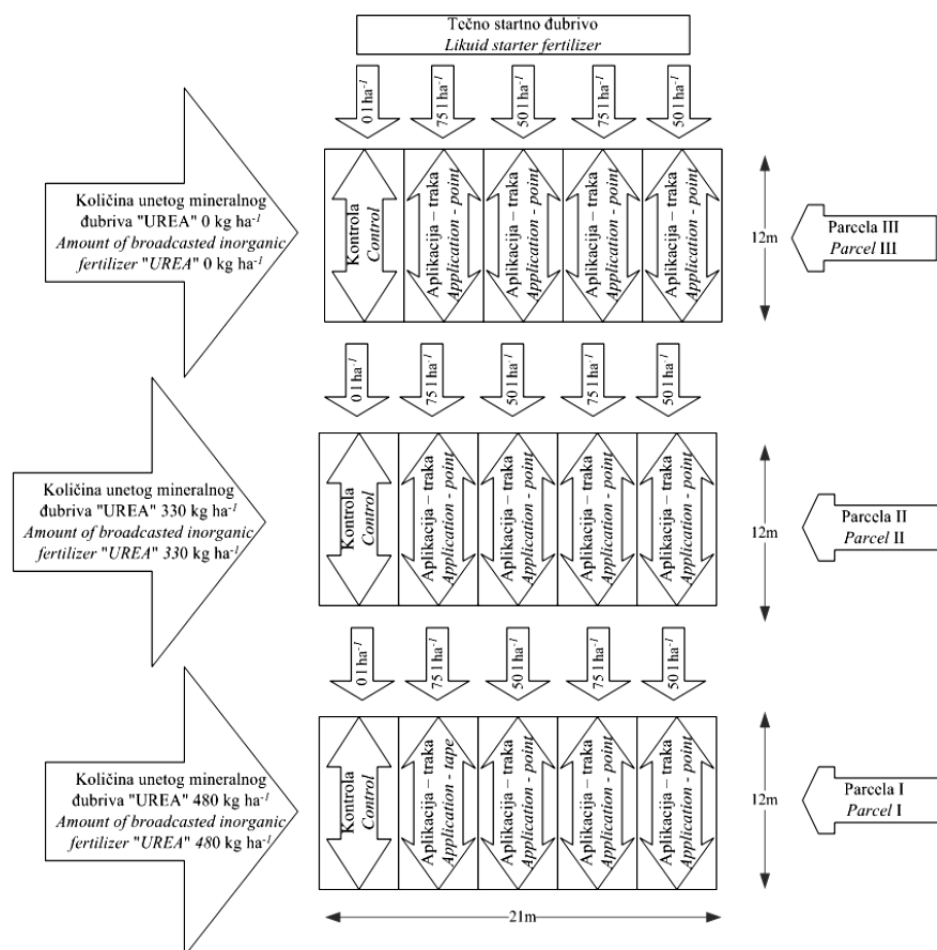 Tečno startno đubrivo
Likuid starter fertilizer
0 l ha⁻¹
75 l ha⁻¹
50 l ha⁻¹
75 l ha⁻¹
50 l ha⁻¹
Količina unetog mineralnog
đubriva "UREA" 0 kg ha⁻¹
Amount of broadcasted inorganic
fertilizer "UREA" 0 kg ha⁻¹
Kontrola
Control
Aplikacija – traka
Application - point
Aplikacija – traka
Application - point
Aplikacija – traka
Application - point
Aplikacija – traka
Application - point
12m
Parcela III
Parcel III
0 l ha⁻¹
75 l ha⁻¹
50 l ha⁻¹
75 l ha⁻¹
50 l ha⁻¹
Količina unetog mineralnog
đubriva "UREA" 330 kg ha⁻¹
Amount of broadcasted inorganic
fertilizer "UREA" 330 kg ha⁻¹
Kontrola
Control
Aplikacija – traka
Application - point
Aplikacija – traka
Application - point
Aplikacija – traka
Application - point
Aplikacija – traka
Application - point
12m
Parcela II
Parcel II
0 l ha⁻¹
75 l ha⁻¹
50 l ha⁻¹
75 l ha⁻¹
50 l ha⁻¹
Količina unetog mineralnog
đubriva "UREA" 480 kg ha⁻¹
Amount of broadcasted inorganic
fertilizer "UREA" 480 kg ha⁻¹
Kontrola
Control
Aplikacija – traka
Application - tape
Aplikacija – traka
Application - point
Aplikacija – traka
Application - point
Aplikacija – traka
Application - point
12m
Parcela I
Parcel I
21m